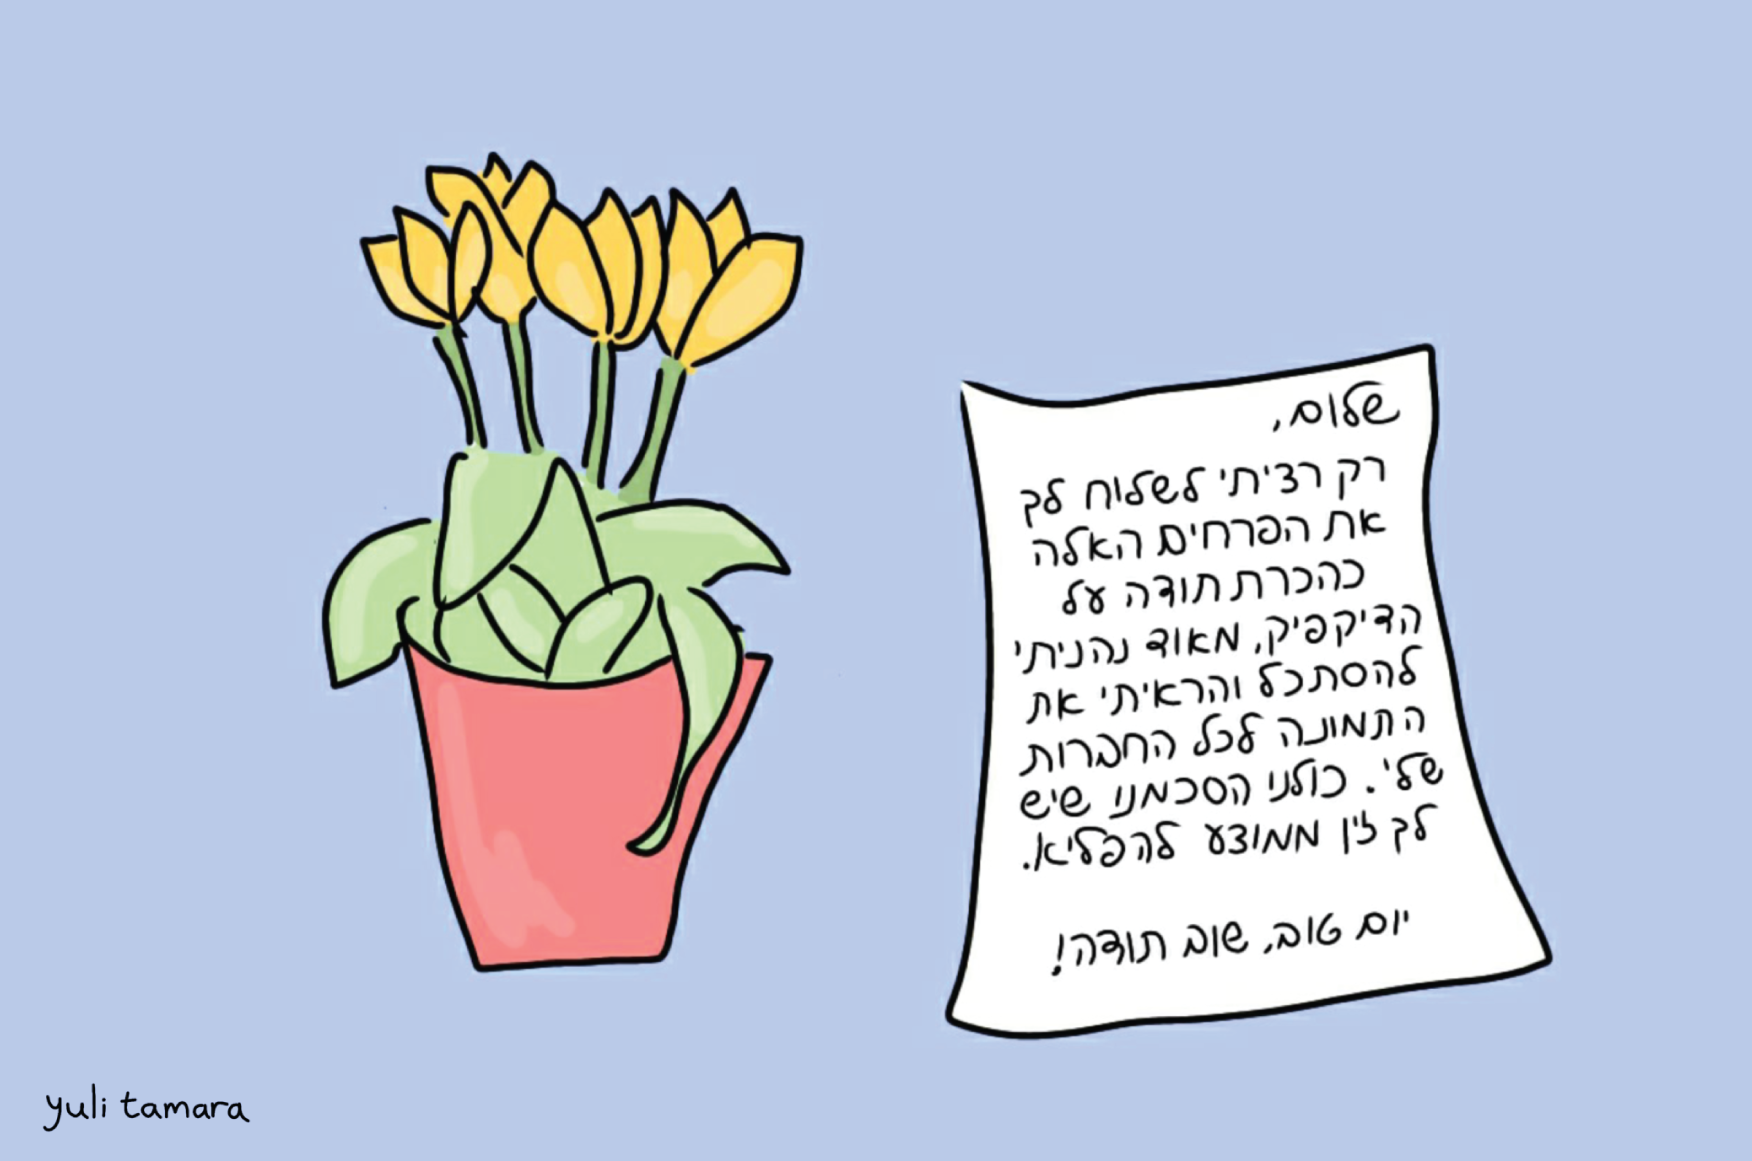 שלום,
רק רציתי לשלוח לך
את הפרחים האלה
כהכרת תודה על
הדיקפיק, מאוד נהניתי
להסתכל והראיתי את
התמונה לכל החברות
שלי. כולנו הסכמנו שיש
לך זין ממוצע להפליא.
יום טוב, שוב תודה!
yuli tamara